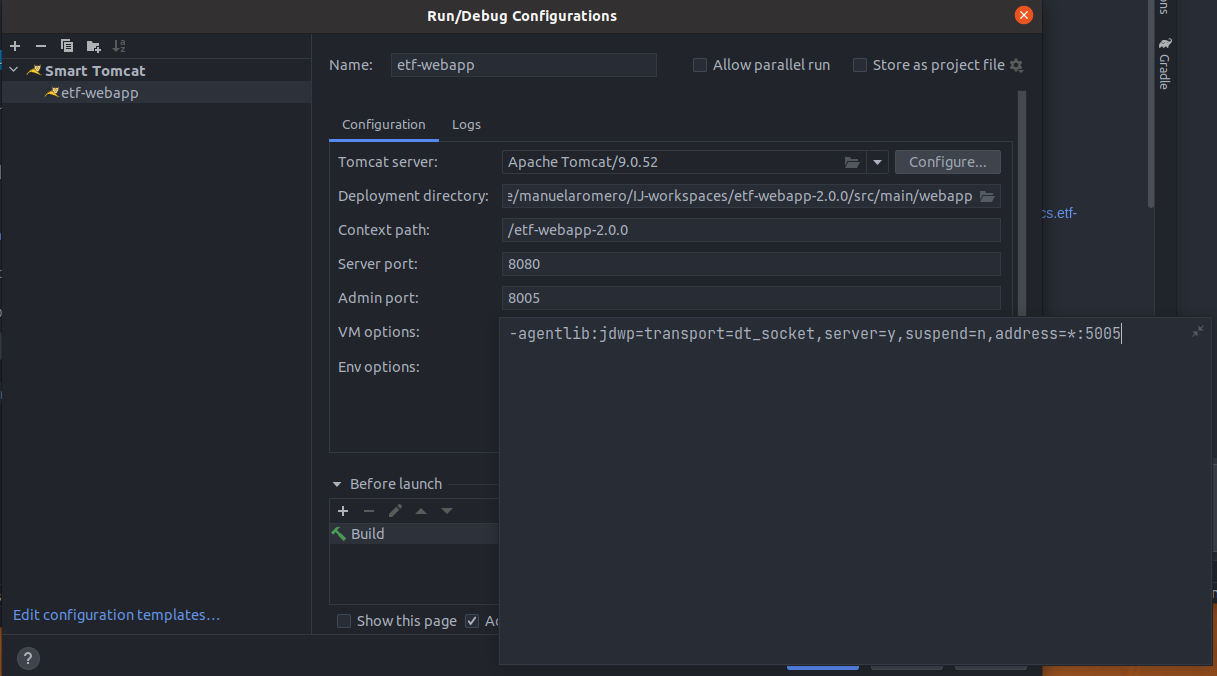 Run/Debug Configurations
Smart Tomcat
etf-webapp
Edit configuration templates...
?
Name:
etf-webapp
Allow parallel run
Store as project file
Configuration
Logs
Tomcat server:
Apache Tomcat/9.0.52
Configure...
Deployment directory:
e/manuelaromero/IJ-workspaces/etf-webapp-2.0.0/src/main/webapp
Context path:
/etf-webapp-2.0.0
Server port:
8080
Admin port:
8005
VM options:
-agentlib:jdwp=transport=dt_socket,server=y,suspend=n,address=*:5005
Env options:
Before launch
Build
Show this page
Gradle
cs.etf-